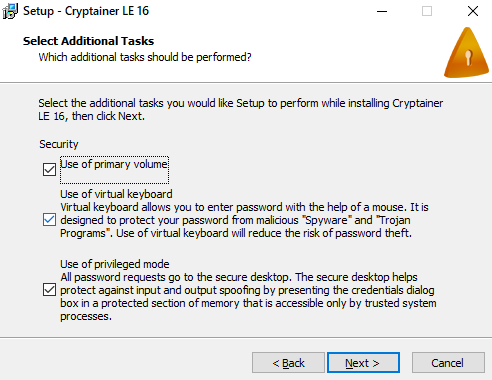 Setup - Cryptainer LE 16
Select Additional Tasks
Which additional tasks should be performed?
Select the additional tasks you would like Setup to perform while installing Cryptainer
LE 16, then click Next.
Security
Use of primary volume
Use of virtual keyboard
Virtual keyboard allows you to enter password with the help of a mouse. It is
designed to protect your password from malicious "Spyware" and "Trojan
Programs". Use of virtual keyboard will reduce the risk of password theft.
Use of privileged mode
All password requests go to the secure desktop. The secure desktop helps
protect against input and output spoofing by presenting the credentials dialog
box in a protected section of memory that is accessible only by trusted system
processes.
< Back
Next >
Cancel